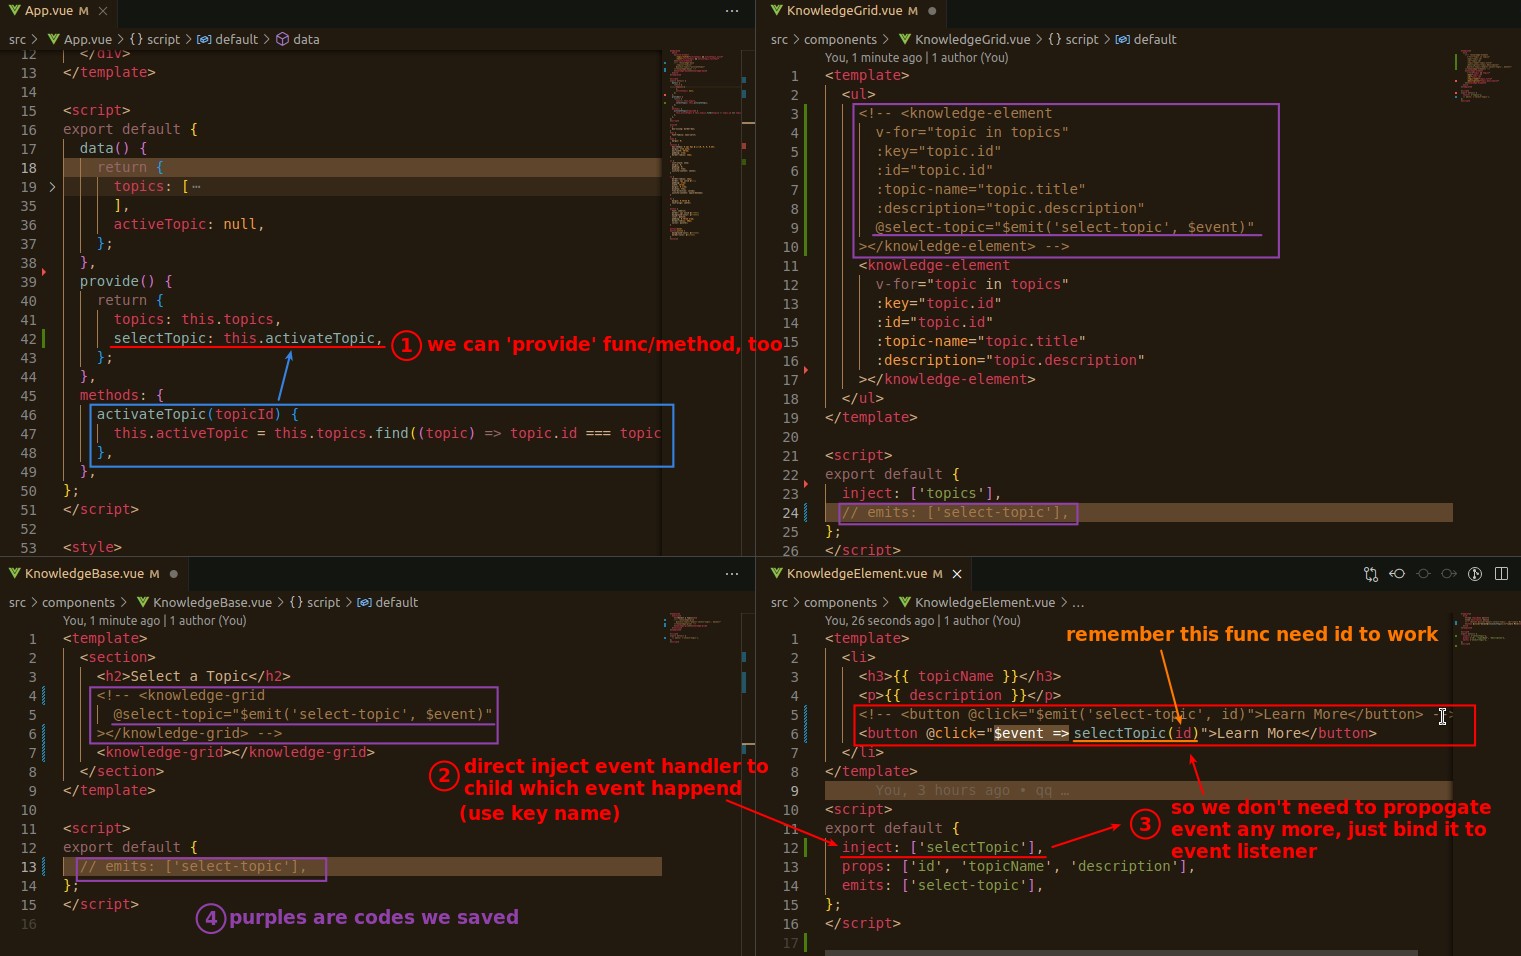 App.vue M
src > App.vue > {} script > default > data
12 </div>
13 </template>
14
15 <script>
16 export default {
17 data() {
18 return {
19 topics: [ ⋯
35 ],
36 activeTopic: null,
37 };
38 },
39 provide() {
40 return {
41 topics: this.topics,
42 selectTopic: this.activateTopic,
43 };
44 },
45 methods: {
46 activateTopic(topicId) {
47 this.activeTopic = this.topics.find((topic) => topic.id === topic
48 },
49 },
50 };
51 </script>
52
53 <style>
1 we can 'provide' func/method, too
KnowledgeGrid.vue M
src > components > KnowledgeGrid.vue > {} script > default
You, 1 minute ago | 1 author (You)
1 <template>
2 <ul>
3 <!-- <knowledge-element
4 v-for="topic in topics"
5 :key="topic.id"
6 :id="topic.id"
7 :topic-name="topic.title"
8 :description="topic.description"
9 @select-topic="$emit('select-topic', $event)"
10 ></knowledge-element> -->
11 <knowledge-element
12 v-for="topic in topics"
13 :key="topic.id"
14 :id="topic.id"
15 :topic-name="topic.title"
16 :description="topic.description"
17 ></knowledge-element>
18 </ul>
19 </template>
20
21 <script>
22 export default {
23 inject: ['topics'],
24 // emits: ['select-topic'],
25 };
26 </script>
KnowledgeBase.vue M
src > components > KnowledgeBase.vue > {} script > default
You, 1 minute ago | 1 author (You)
1 <template>
2 <section>
3 <h2>Select a Topic</h2>
4 <!-- <knowledge-grid
5 @select-topic="$emit('select-topic', $event)"
6 ></knowledge-grid> -->
7 <knowledge-grid></knowledge-grid>
8 </section>
9 </template>
10
11 <script>
12 export default {
13 // emits: ['select-topic'],
14 };
15 </script>
16
2 direct inject event handler to
child which event happend
(use key name)
4 purples are codes we saved
KnowledgeElement.vue M
src > components > KnowledgeElement.vue > ...
You, 26 seconds ago | 1 author (You)
remember this func need id to work
1 <template>
2 <li>
3 <h3>{{ topicName }}</h3>
4 <p>{{ description }}</p>
5 <!-- <button @click="$emit('select-topic', id)">Learn More</button> -->
6 <button @click="$event => selectTopic(id)">Learn More</button>
7 </li>
8 </template>
9 You, 3 hours ago • qq …
10 <script>
11 export default {
12 inject: ['selectTopic'],
13 props: ['id', 'topicName', 'description'],
14 emits: ['select-topic'],
15 };
16 </script>
17
3 so we don't need to propogate
event any more, just bind it to
event listener